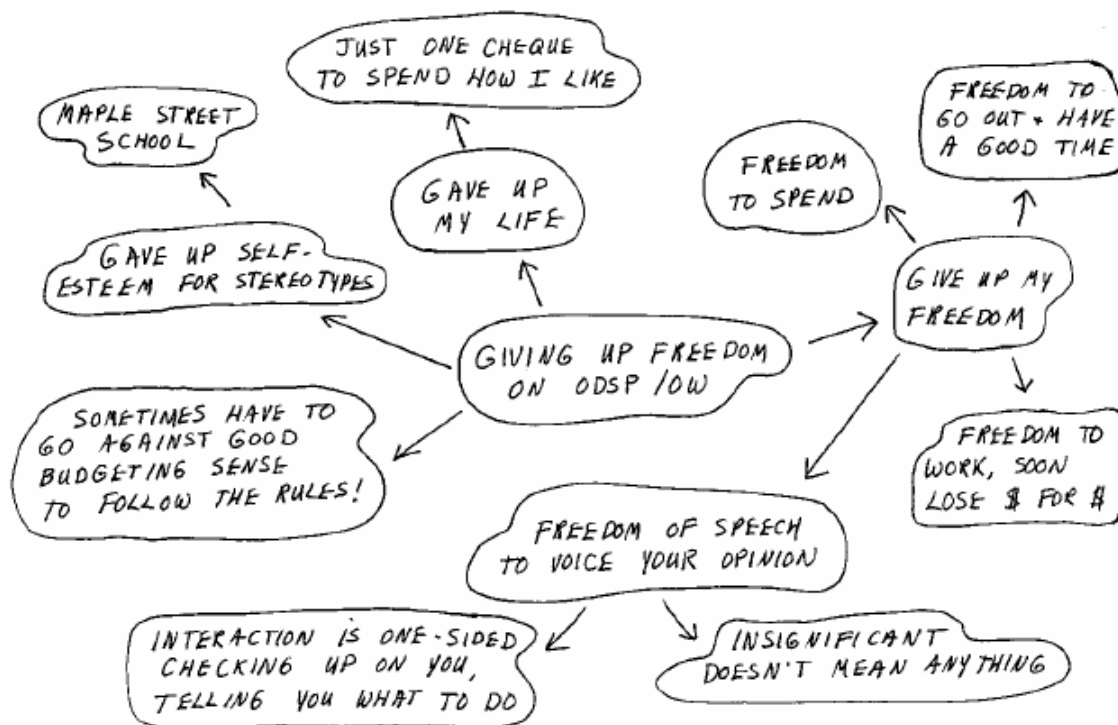 JUST ONE CHEQUE
TO SPEND HOW I LIKE
MAPLE STREET
SCHOOL
FREEDOM TO
GO OUT + HAVE
A GOOD TIME
FREEDOM
TO SPEND
GAVE UP
MY LIFE
GAVE UP SELF-
ESTEEM FOR STEREOTYPES
GIVE UP MY
FREEDOM
GIVING UP FREEDOM
ON ODSP /OW
SOMETIMES HAVE TO
GO AGAINST GOOD
BUDGETING SENSE
TO FOLLOW THE RULES!
FREEDOM TO
WORK, SOON
LOSE $ FOR $
FREEDOM OF SPEECH
TO VOICE YOUR OPINION
INTERACTION IS ONE-SIDED
CHECKING UP ON YOU,
TELLING YOU WHAT TO DO
INSIGNIFICANT
DOESN'T MEAN ANYTHING